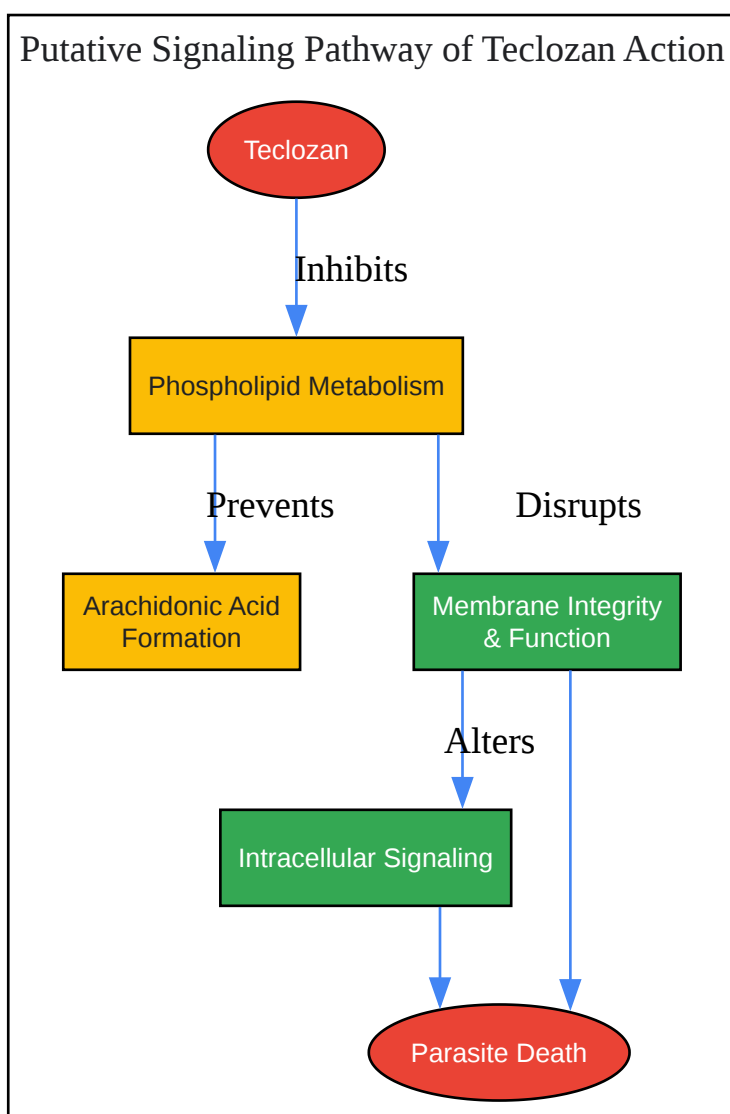 Putative Signaling Pathway of Teclozan Action
Teclozan
Inhibits
Phospholipid Metabolism
Prevents
Disrupts
Arachidonic Acid
Formation
Membrane Integrity
& Function
Alters
Intracellular Signaling
Parasite Death